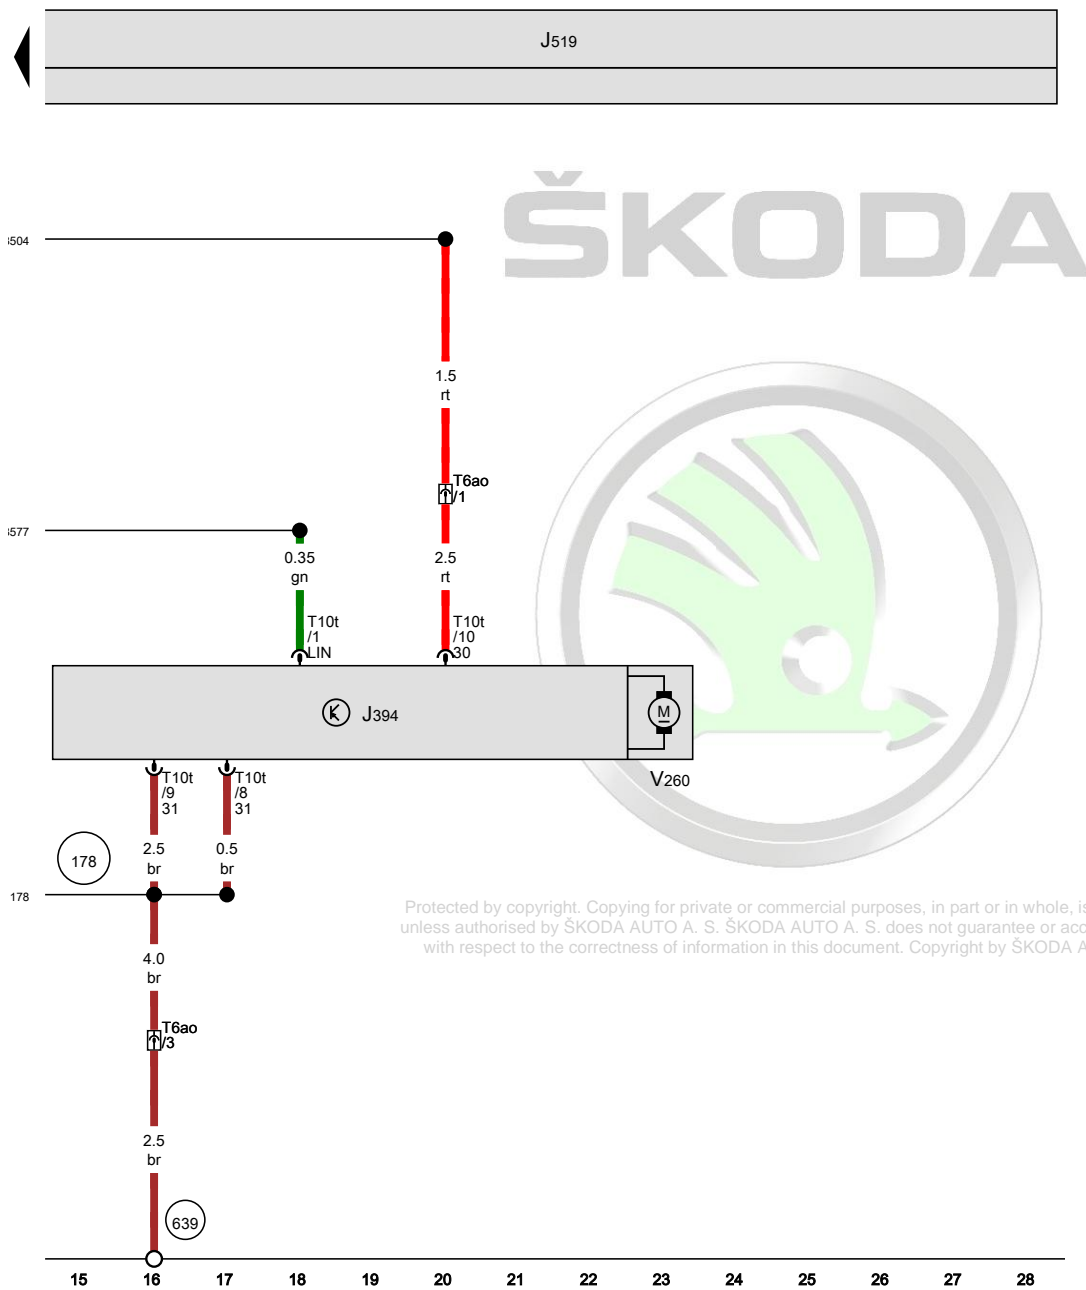 J519
ŠKODA
504
1.5
rt
T6ao
/1
577
0.35
gn
2.5
rt
T10t
/1
LIN
T10t
/10
30
J394
M
V260
T10t
/9
31
T10t
/8
31
178
2.5
br
0.5
br
178
Protected by copyright. Copying for private or commercial purposes, in part or in whole, is
unless authorised by ŠKODA AUTO A. S. ŠKODA AUTO A. S. does not guarantee or acc
with respect to the correctness of information in this document. Copyright by ŠKODA A
4.0
br
T6ao
/3
2.5
br
639
15 16 17 18 19 20 21 22 23 24 25 26 27 28